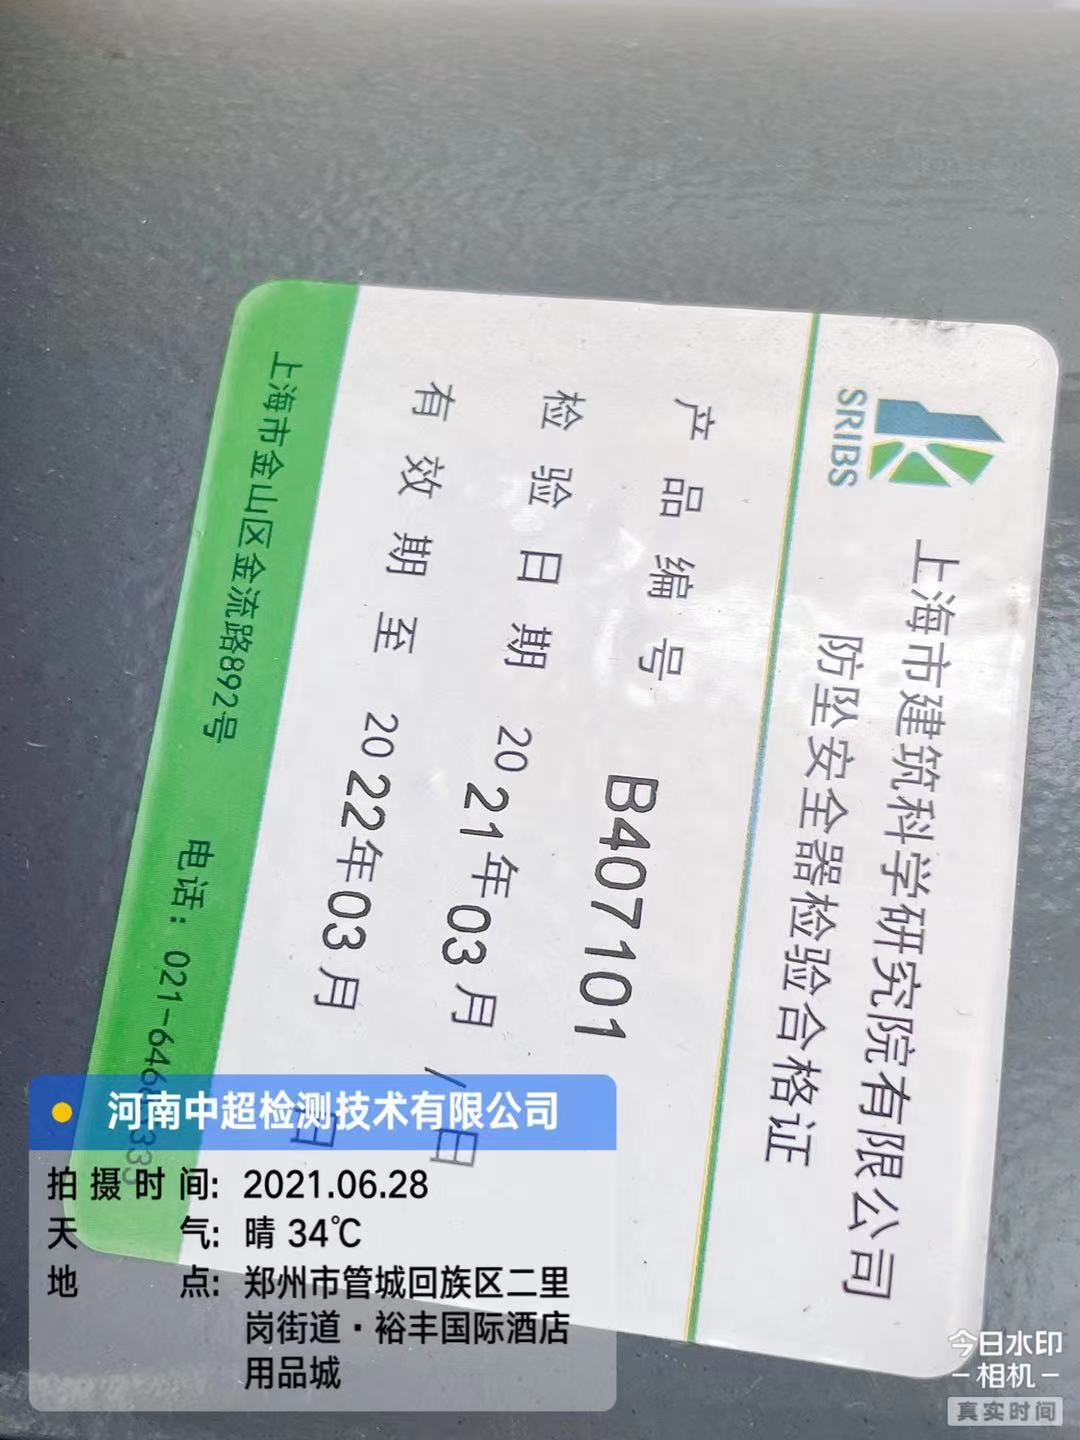 SRIBS
上海市建筑科学研究院有限公司
防坠安全器检验合格证
产品编号 B407101
检验日期 2021年03月/日
有效期至 2022年03月 日
上海市金山区金流路892号 电话：021-646
河南中超检测技术有限公司
拍摄时间: 2021.06.28
天气: 晴 34℃
地点: 郑州市管城回族区二里
岗街道·裕丰国际酒店
用品城
今日水印
相机
真实时间